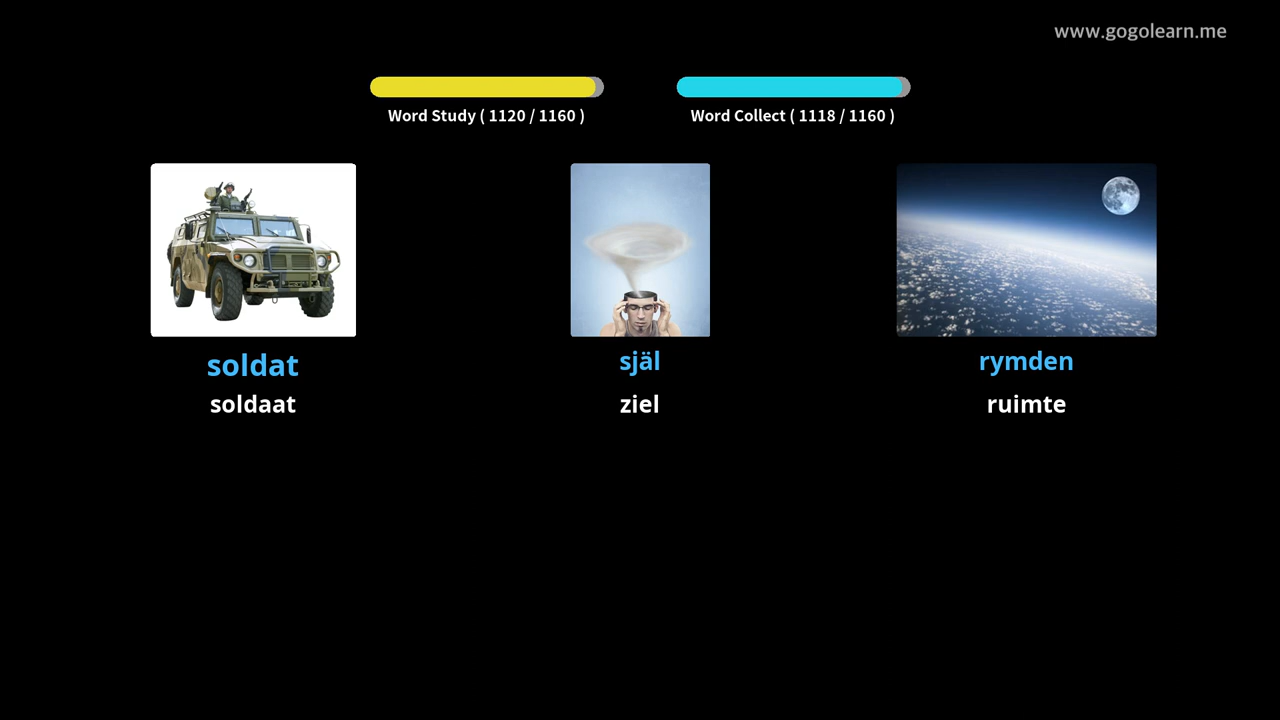 www.gogolearn.me
Word Study ( 1120 / 1160 )
Word Collect ( 1118 / 1160 )
soldat
själ
rymden
soldaat
ziel
ruimte